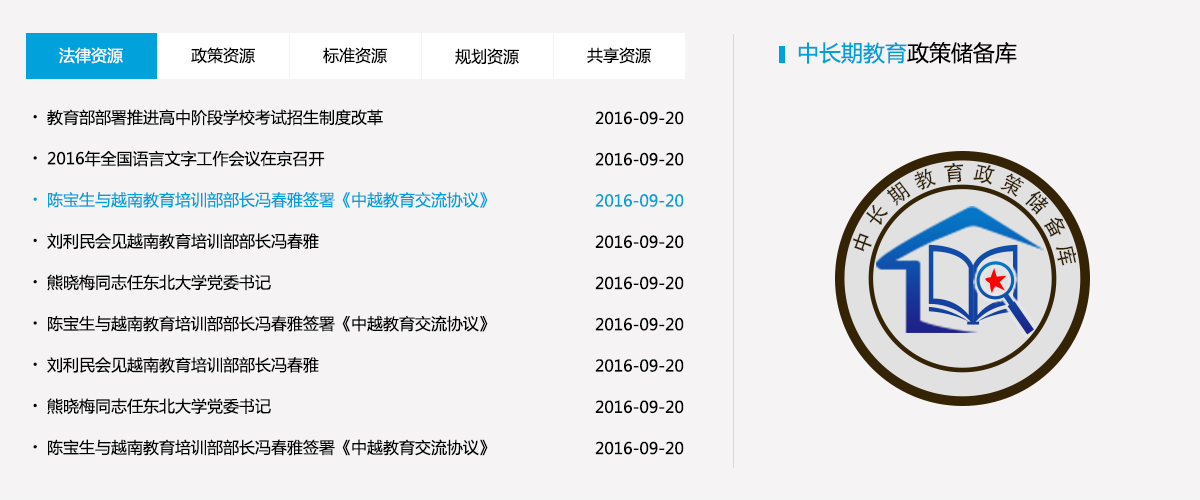 法律资源 政策资源 标准资源 规划资源 共享资源
· 教育部部署推进高中阶段学校考试招生制度改革 2016-09-20
· 2016年全国语言文字工作会议在京召开 2016-09-20
· 陈宝生与越南教育培训部部长冯春雅签署《中越教育交流协议》 2016-09-20
· 刘利民会见越南教育培训部部长冯春雅 2016-09-20
· 熊晓梅同志任东北大学党委书记 2016-09-20
· 陈宝生与越南教育培训部部长冯春雅签署《中越教育交流协议》 2016-09-20
· 刘利民会见越南教育培训部部长冯春雅 2016-09-20
· 熊晓梅同志任东北大学党委书记 2016-09-20
· 陈宝生与越南教育培训部部长冯春雅签署《中越教育交流协议》 2016-09-20
中长期教育政策储备库
中长期教育政策储备库